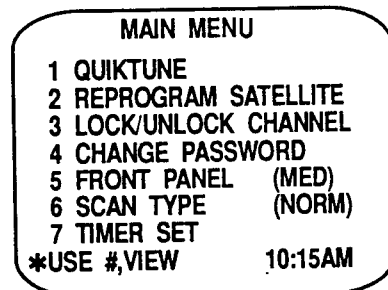 MAIN MENU
1 QUIKTUNE
2 REPROGRAM SATELLITE
3 LOCK/UNLOCK CHANNEL
4 CHANGE PASSWORD
5 FRONT PANEL (MED)
6 SCAN TYPE (NORM)
7 TIMER SET
*USE #,VIEW 10:15AM